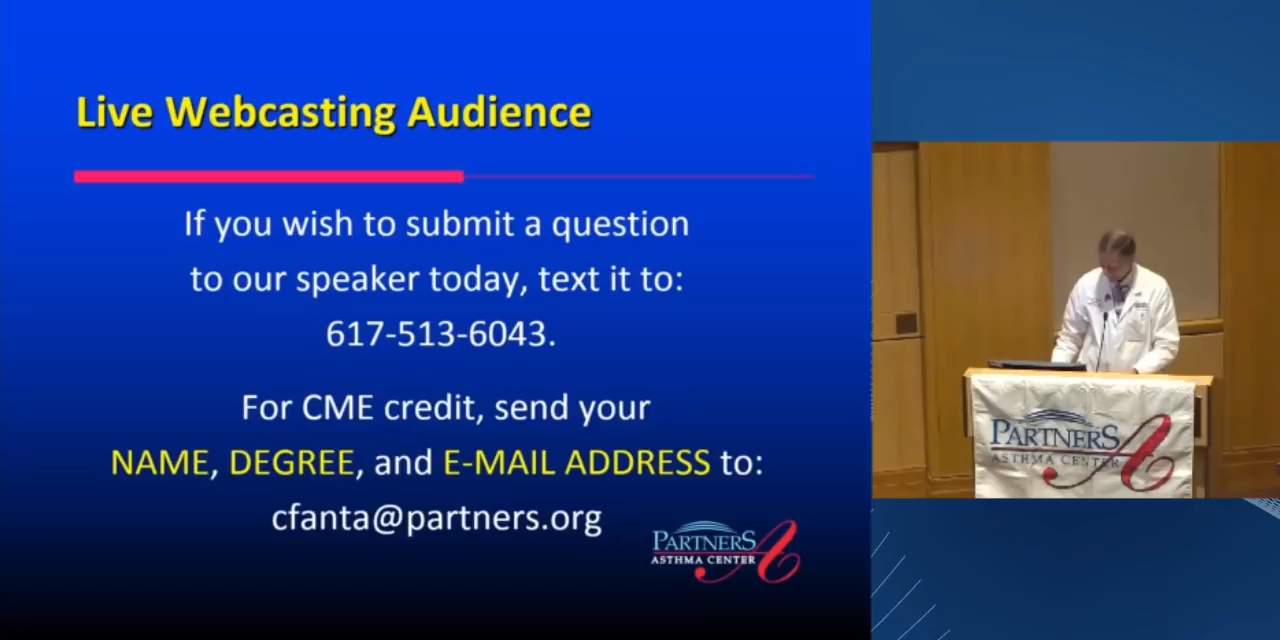 Live Webcasting Audience
If you wish to submit a question
to our speaker today, text it to:
617-513-6043.
For CME credit, send your
NAME, DEGREE, and E-MAIL ADDRESS to:
cfanta@partners.org
PARTNERS
ASTHMA CENTER
PARTNERS
ASTHMA CENTER